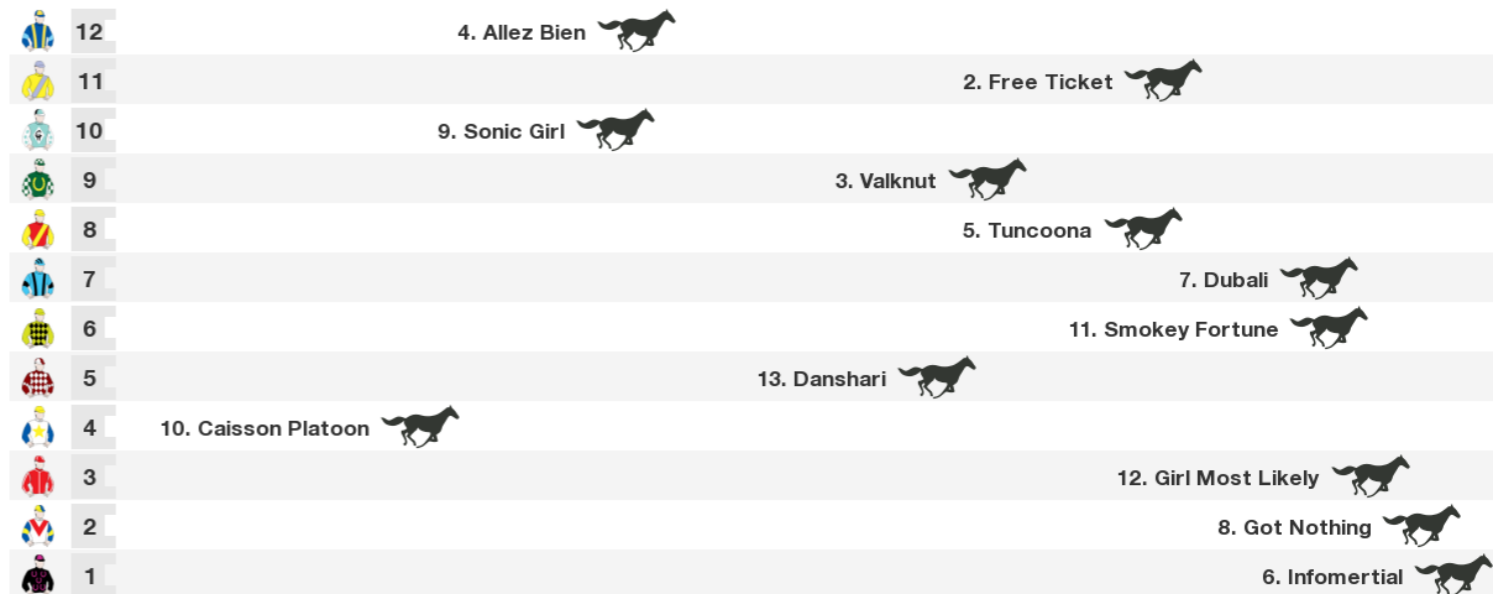 12 4. Allez Bien
11 2. Free Ticket
10 9. Sonic Girl
9 3. Valknut
8 5. Tuncoona
7 7. Dubali
6 11. Smokey Fortune
5 13. Danshari
4 10. Caisson Platoon
3 12. Girl Most Likely
2 8. Got Nothing
1 6. Infomertial